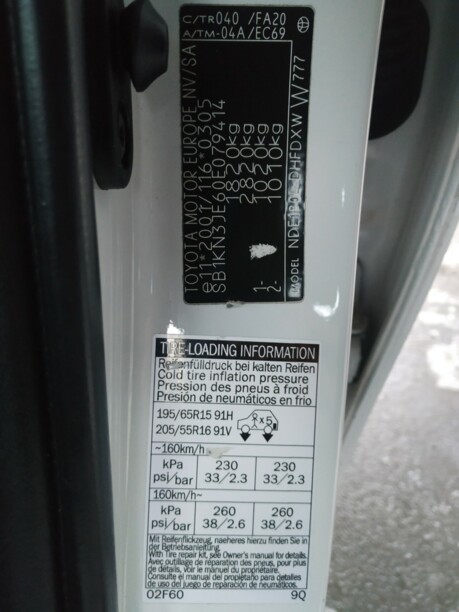 C/TR040 /FA20
A/TM-04A/EC69
TOYOTA MOTOR EUROPE NV/SA
e11*2001/116*0305
SB1KN3JE60E079414
1820kg
2820kg
1- 1020kg
2- 1010kg
MODEL W777
TIRE-LOADING INFORMATION
Reifenfülldruck bei kalten Reifen
Cold tire inflation pressure
Pression des pneus à froid
Presión de neumáticos en frio
195/65R15 91H
205/55R16 91V
x5
~160km/h
kPa 230 230
psi/bar 33/2.3 33/2.3
160km/h~
kPa 260 260
psi/bar 38/2.6 38/2.6
Mit Reifenflickzeug, naeheres hierzu finden Sie in
der Betriebsanleitung.
With Tire repair kit, see Owner's manual for details.
Avec outillage de réparation des pneus, pour plus
de détails, voir le manuel du propriétaire.
Consulte el manual del propietario para detalles
de uso del juego de reparación de neumáticos.
02F60 9Q